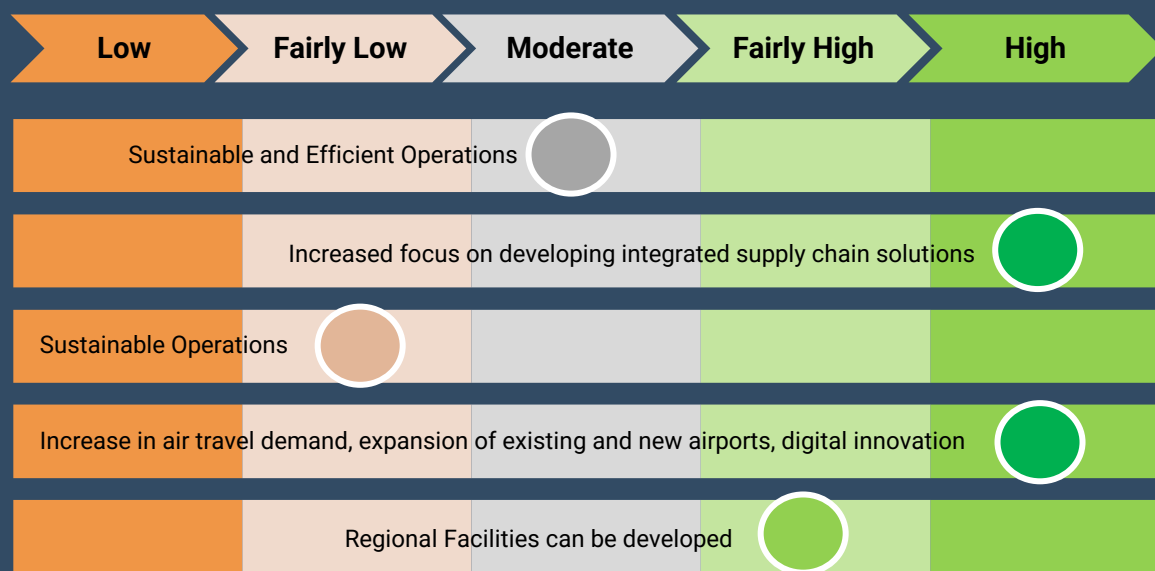 Low
Fairly Low
Moderate
Fairly High
High
Sustainable and Efficient Operations
Increased focus on developing integrated supply chain solutions
Sustainable Operations
Increase in air travel demand, expansion of existing and new airports, digital innovation
Regional Facilities can be developed